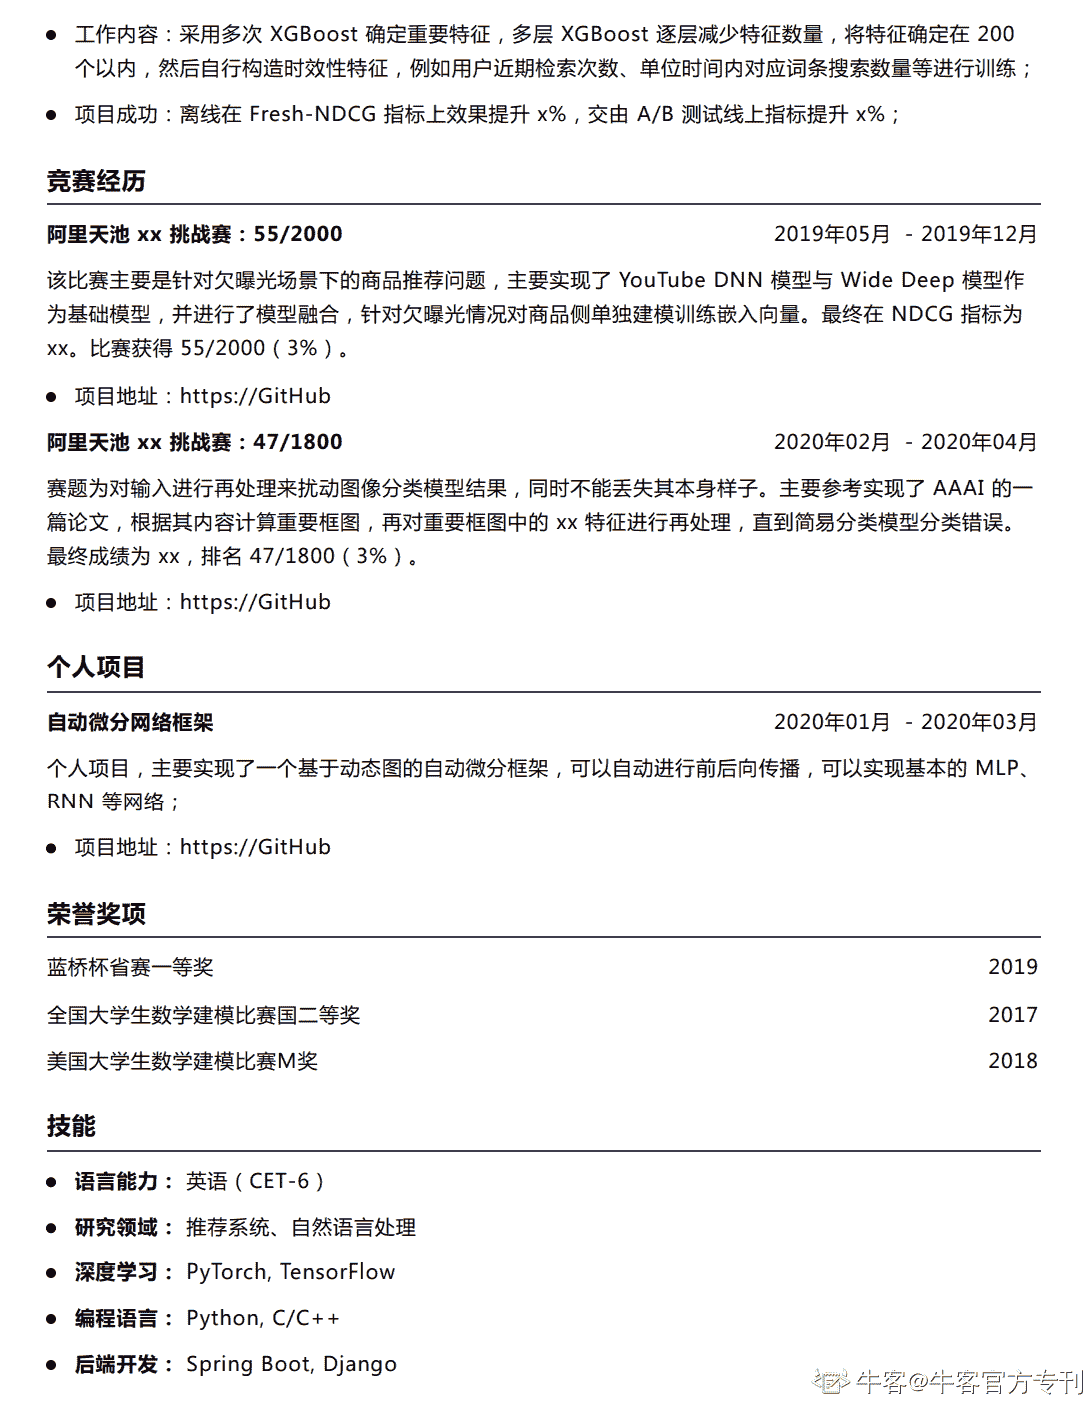 ● 工作内容：采用多次 XGBoost 确定重要特征，多层 XGBoost 逐层减少特征数量，将特征确定在 200
个以内，然后自行构造时效性特征，例如用户近期检索次数、单位时间内对应词条搜索数量等进行训练；
● 项目成功：离线在 Fresh-NDCG 指标上效果提升 x%，交由 A/B 测试线上指标提升 x%；
竞赛经历
阿里天池 xx 挑战赛：55/2000 2019年05月 - 2019年12月
该比赛主要是针对欠曝光场景下的商品推荐问题，主要实现了 YouTube DNN 模型与 Wide Deep 模型作
为基础模型，并进行了模型融合，针对欠曝光情况对商品侧单独建模训练嵌入向量。最终在 NDCG 指标为
xx。比赛获得 55/2000（3%）。
● 项目地址：https://GitHub
阿里天池 xx 挑战赛：47/1800 2020年02月 - 2020年04月
赛题为对输入进行再处理来扰动图像分类模型结果，同时不能丢失其本身样子。主要参考实现了 AAAI 的一
篇论文，根据其内容计算重要框图，再对重要框图中的 xx 特征进行再处理，直到简易分类模型分类错误。
最终成绩为 xx，排名 47/1800（3%）。
● 项目地址：https://GitHub
个人项目
自动微分网络框架 2020年01月 - 2020年03月
个人项目，主要实现了一个基于动态图的自动微分框架，可以自动进行前后向传播，可以实现基本的 MLP、
RNN 等网络；
● 项目地址：https://GitHub
荣誉奖项
蓝桥杯省赛一等奖 2019
全国大学生数学建模比赛国二等奖 2017
美国大学生数学建模比赛M奖 2018
技能
● 语言能力： 英语（CET-6）
● 研究领域： 推荐系统、自然语言处理
● 深度学习： PyTorch, TensorFlow
● 编程语言： Python, C/C++
● 后端开发： Spring Boot, Django
牛客@牛客官方专刊